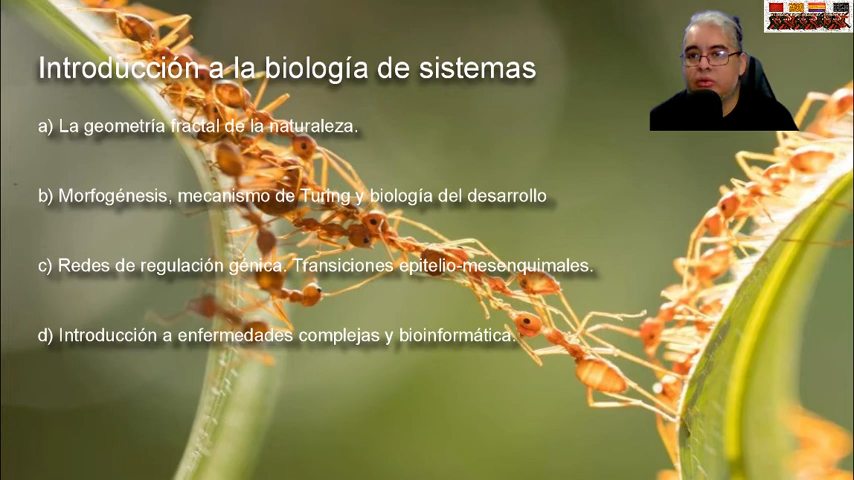 Introducción a la biología de sistemas
a) La geometría fractal de la naturaleza.
b) Morfogénesis, mecanismo de Turing y biología del desarrollo
c) Redes de regulación génica. Transiciones epitelio-mesenquimales.
d) Introducción a enfermedades complejas y bioinformática.